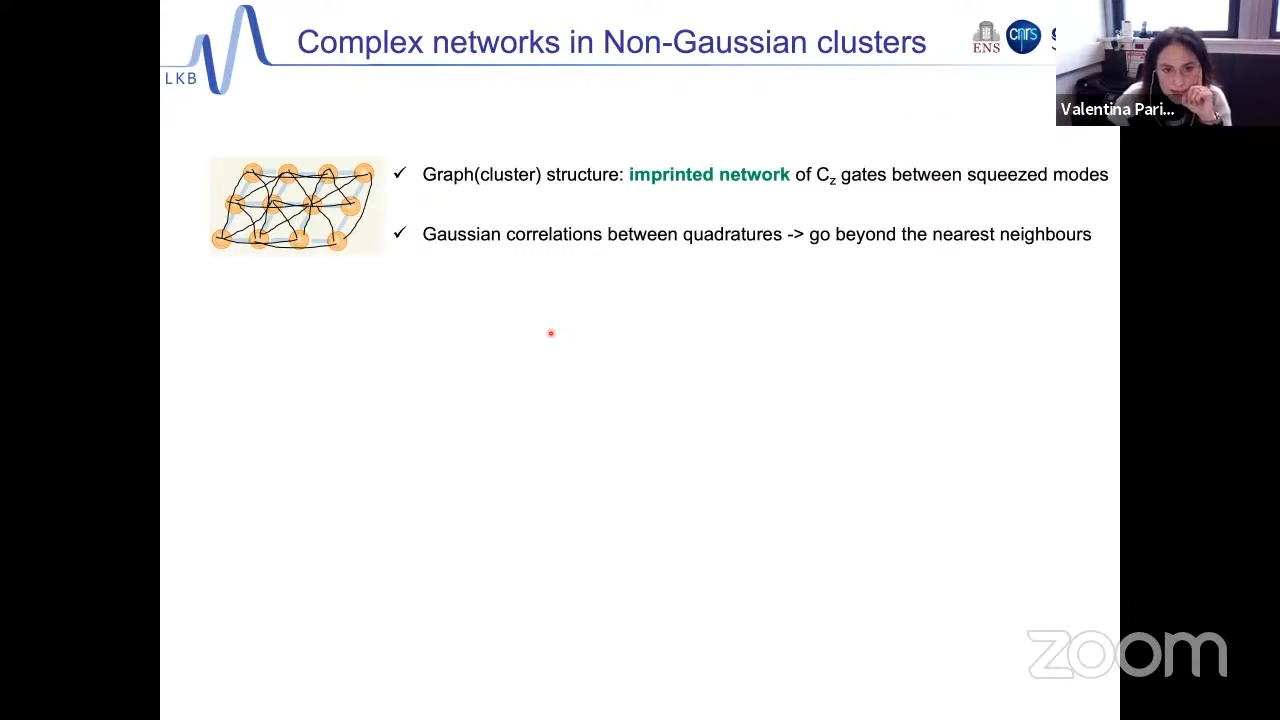 Complex networks in Non-Gaussian clusters
LKB
ENS
cnrs
Valentina Pari...
✓ Graph(cluster) structure: imprinted network of Cz gates between squeezed modes
✓ Gaussian correlations between quadratures -> go beyond the nearest neighbours
zoom